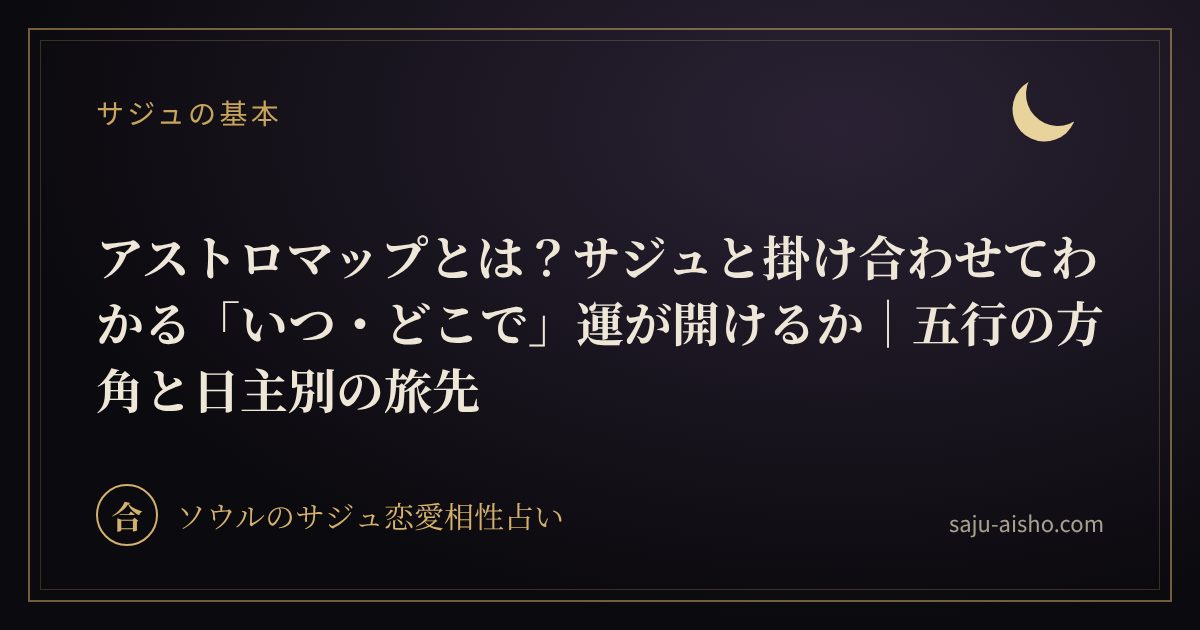 サジュの基本
アストロマップとは？サジュと掛け合わせてわ
かる「いつ・どこで」運が開けるか｜五行の方
角と日主別の旅先
合 ソウルのサジュ恋愛相性占い
saju-aisho.com